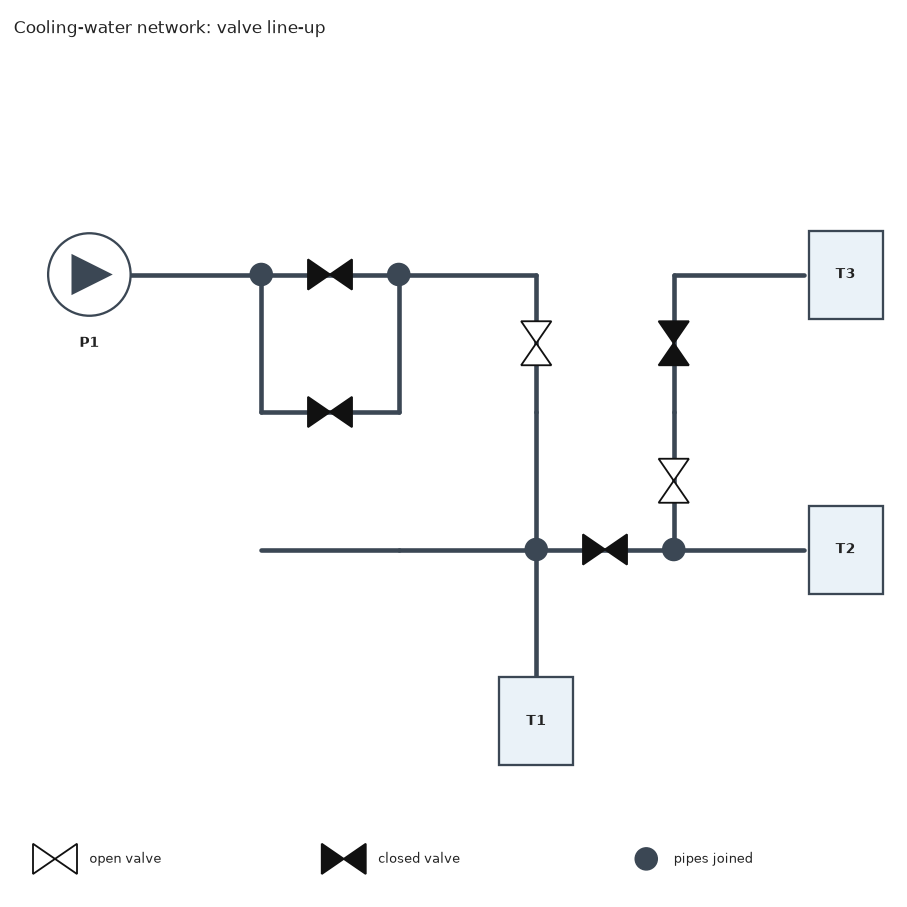 Cooling-water network: valve line-up
T3
P1
T2
T1
open valve
closed valve
pipes joined